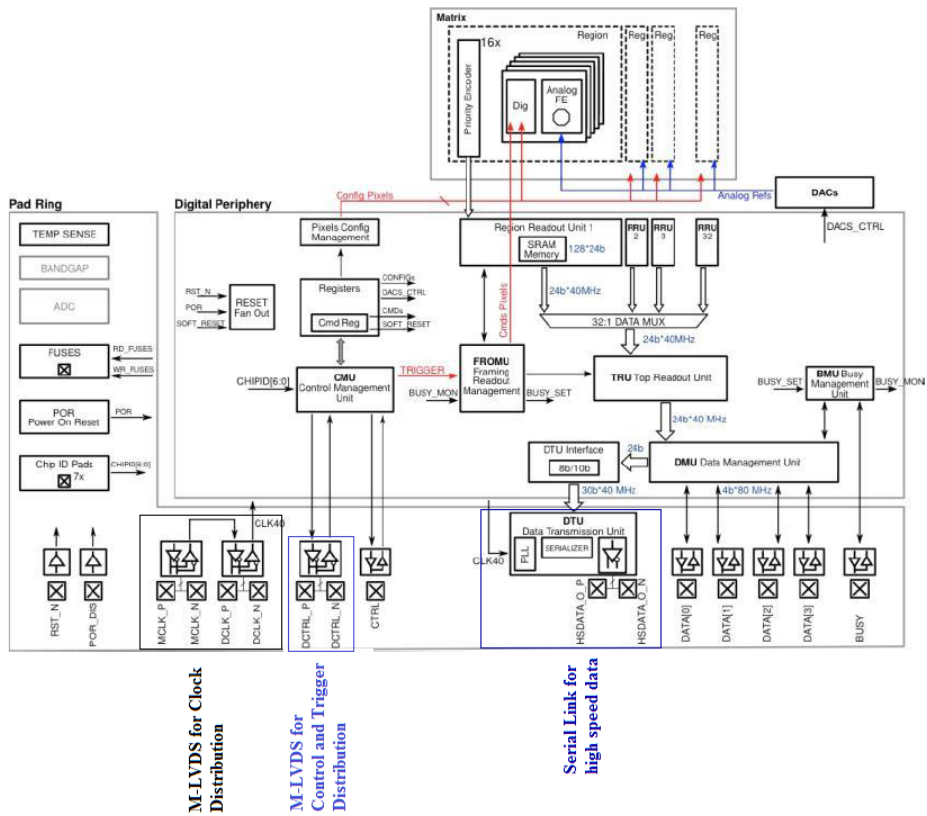 Matrix
16x
Region
Reg
Reg
Reg
Priority Encoder
Dig
Analog
FE
Config Pixels
Analog Refs
DACs
DACS_CTRL
Pad Ring
TEMP SENSE
BANDGAP
ADC
FUSES
RD_FUSES
WR_FUSES
POR
Power On Reset
POR
Chip ID Pads
7x
CHIPID[6:0]
Digital Periphery
Pixels Config
Management
Region Readout Unit 1
SRAM
Memory
128*24b
RRU
2
RRU
3
RRU
32
RST_N
POR
SOFT_RESET
RESET
Fan Out
Registers
Cmd Reg
CONFIGs
DACS_CTRL
CMDs
SOFT_RESET
Cmds Pixels
24b*40MHz
32:1 DATA MUX
24b*40MHz
CHIPID[6:0]
CMU
Control Management
Unit
TRIGGER
BUSY_MON
FROMU
Framing
Readout
Management
BUSY_SET
TRU Top Readout Unit
BUSY_SET
BMU Busy
Management
Unit
BUSY_MON
24b*40 MHz
DTU Interface
8b/10b
24b
DMU Data Management Unit
30b*40 MHz
4b*80 MHz
CLK40
CLK40
DTU
Data Transmission Unit
PLL
SERIALIZER
RST_N
POR_DIS
MCLK_P
MCLK_N
DCLK_P
DCLK_N
DCTRL_P
DCTRL_N
CTRL
HSDATA_O_P
HSDATA_O_N
DATA[0]
DATA[1]
DATA[2]
DATA[3]
BUSY
M-LVDS for Clock
Distribution
M-LVDS for
Control and Trigger
Distribution
Serial Link for
high speed data